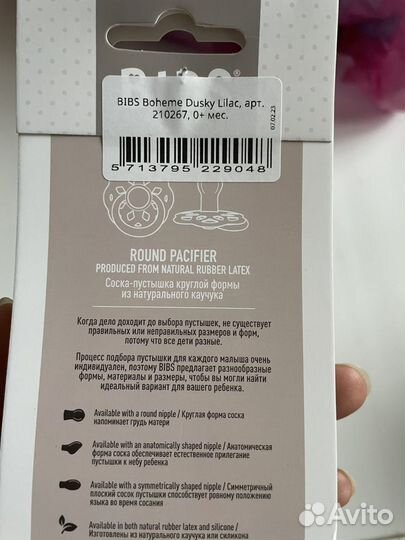 BIBS Boheme Dusky Lilac, арт.
210267, 0+ мес.
07.02.23
5 713795 229048
ROUND PACIFIER
PRODUCED FROM NATURAL RUBBER LATEX
Соска-пустышка круглой формы
из натурального каучука
Когда дело доходит до выбора пустышек, не существует
правильных или неправильных размеров и форм,
потому что все дети разные.
Процесс подбора пустышки для каждого малыша очень
индивидуален, поэтому BIBS предлагает разнообразные
формы, материалы и размеры, чтобы вы могли найти
идеальный вариант для вашего ребенка.
Available with a round nipple / Круглая форма соска
напоминает грудь матери
Available with an anatomically shaped nipple / Анатомическая
форма соска обеспечивает естественное прилегание
пустышки к небу ребенка
Available with a symmetrically shaped nipple / Симметричный
плоский сосок пустышки способствует ровному положению
языка во время сосания
Available in both natural rubber latex and silicone /
Изготовлены из натурального каучука или силикона
Avito